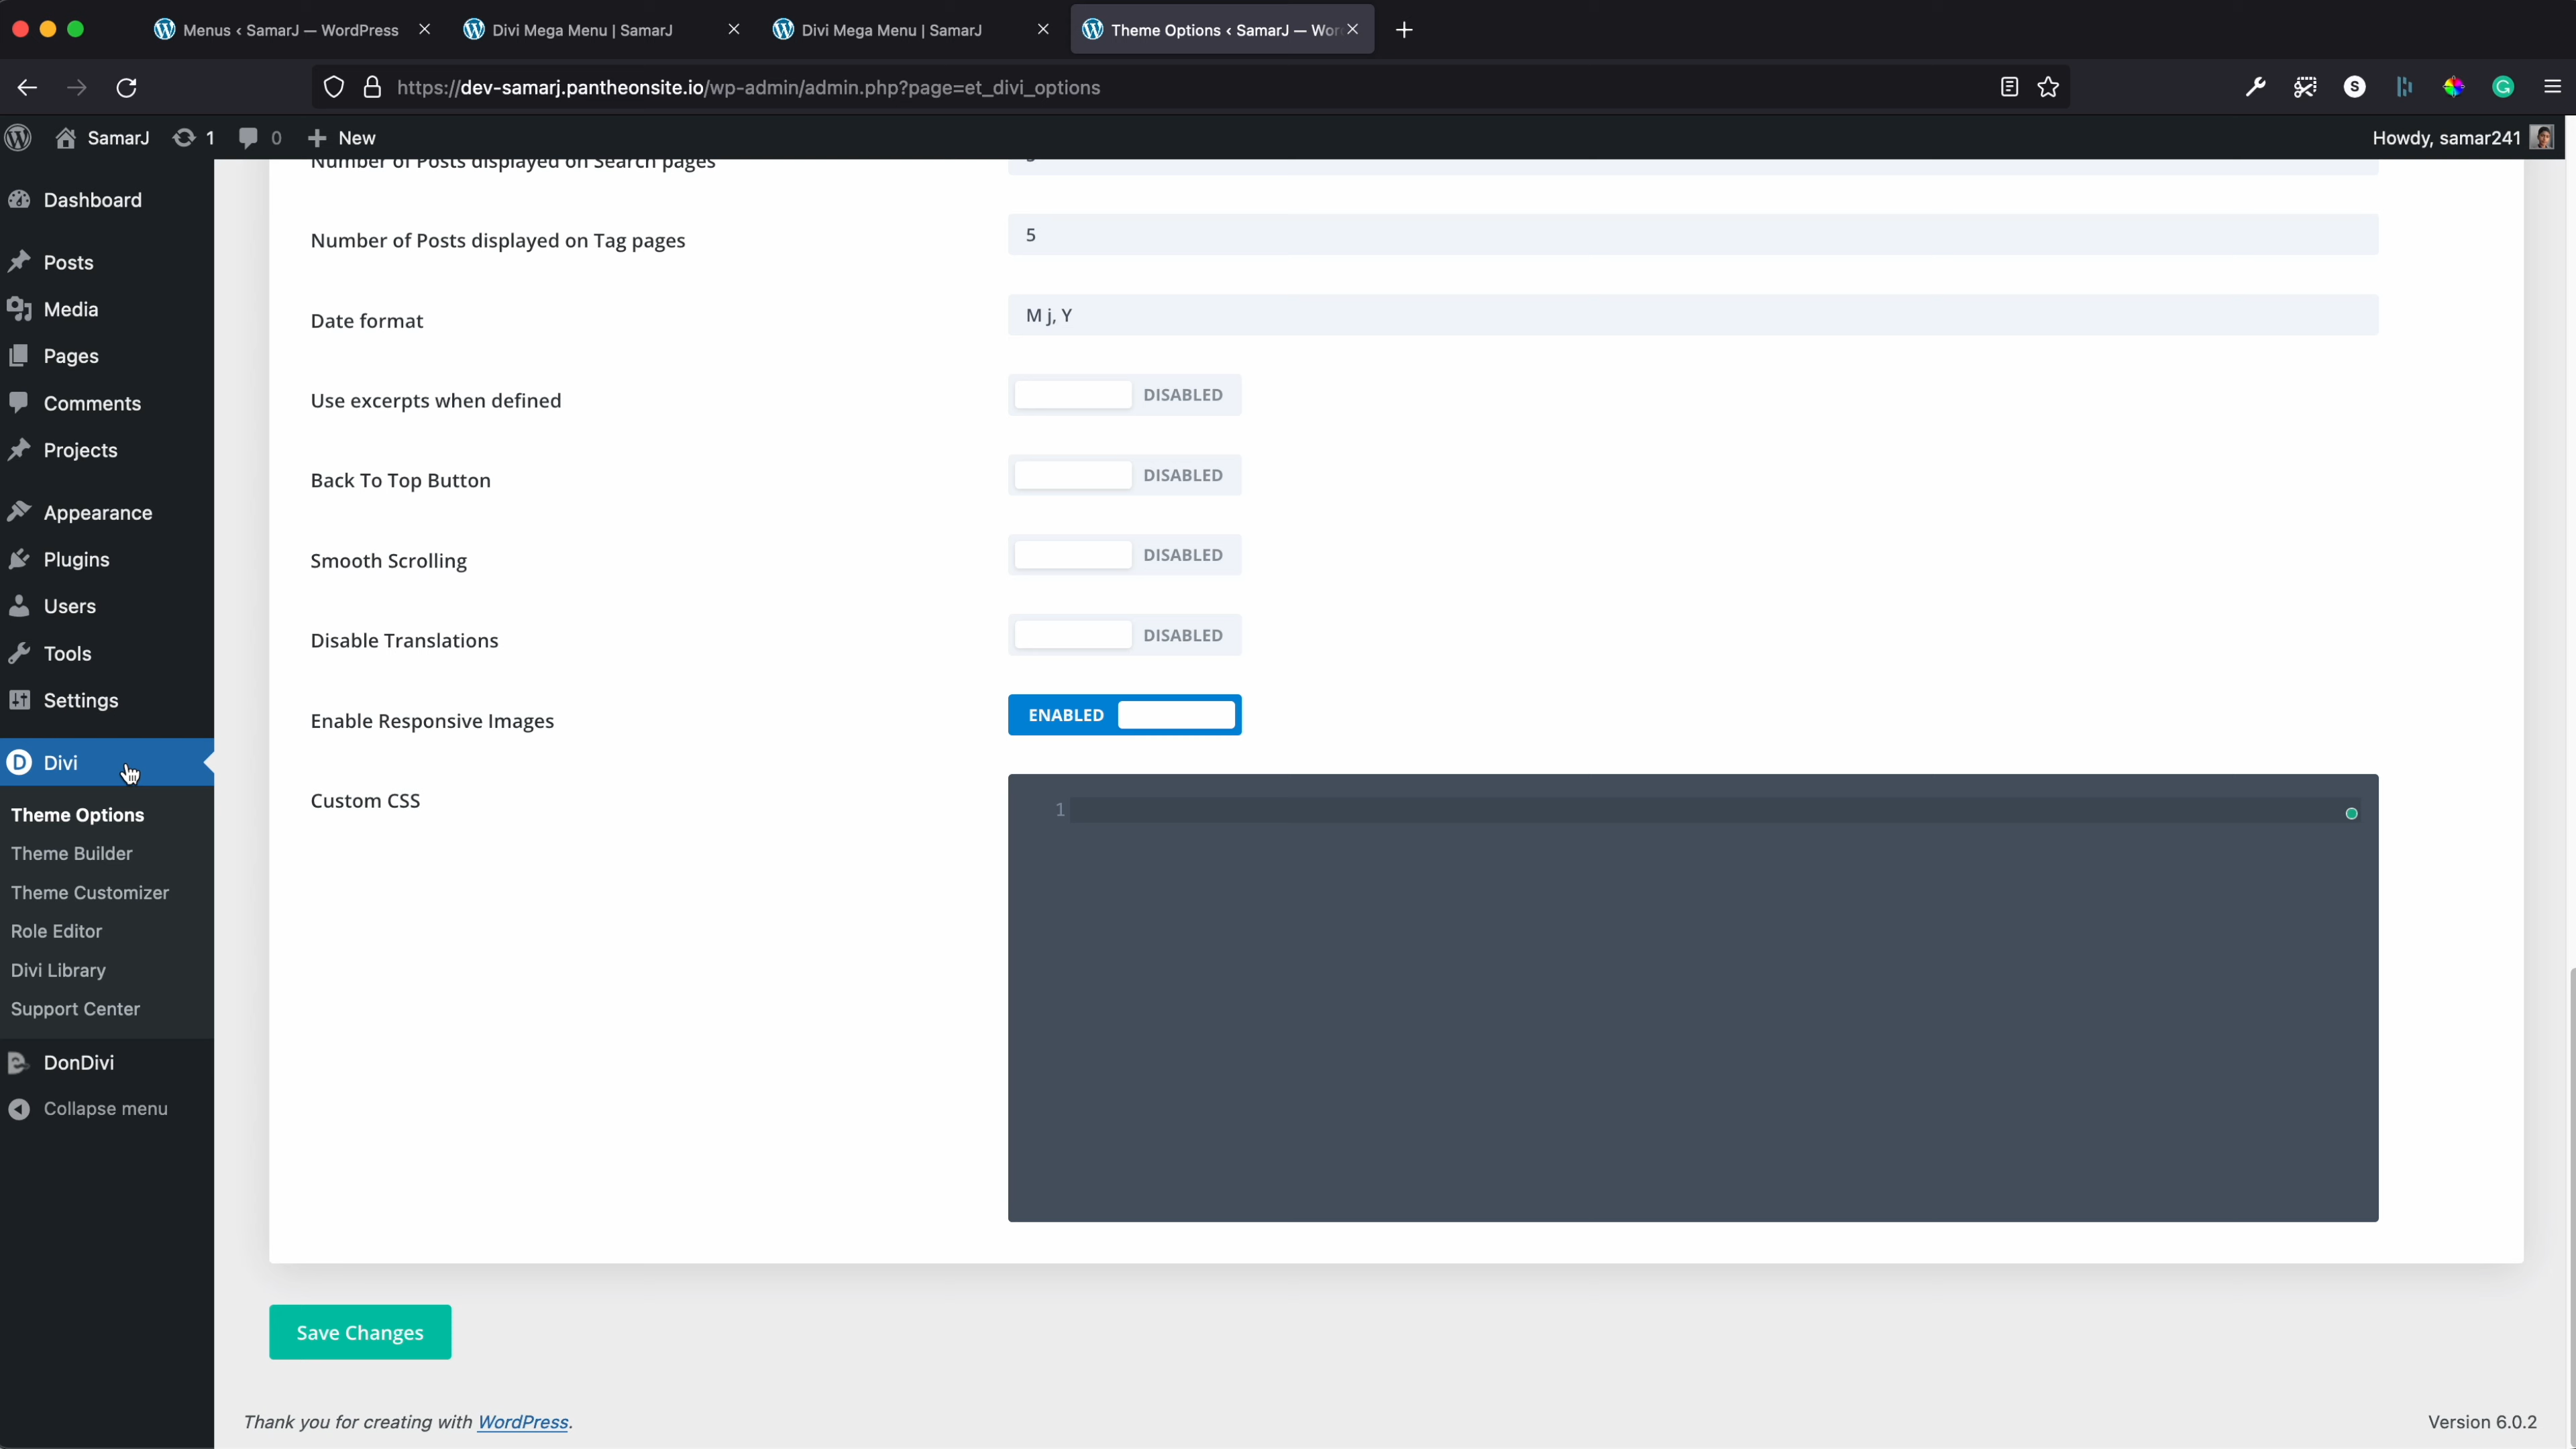 Menus ‹ SamarJ — WordPress
Divi Mega Menu | SamarJ
Divi Mega Menu | SamarJ
Theme Options ‹ SamarJ — Wor
https://dev-samarj.pantheonsite.io/wp-admin/admin.php?page=et_divi_options
SamarJ
1
0
New
Howdy, samar241
Dashboard
Posts
Media
Pages
Comments
Projects
Appearance
Plugins
Users
Tools
Settings
Divi
Theme Options
Theme Builder
Theme Customizer
Role Editor
Divi Library
Support Center
DonDivi
Collapse menu
Number of Posts displayed on Search pages
Number of Posts displayed on Tag pages
5
Date format
M j, Y
Use excerpts when defined
DISABLED
Back To Top Button
DISABLED
Smooth Scrolling
DISABLED
Disable Translations
DISABLED
Enable Responsive Images
ENABLED
Custom CSS
1
Save Changes
Thank you for creating with WordPress.
Version 6.0.2